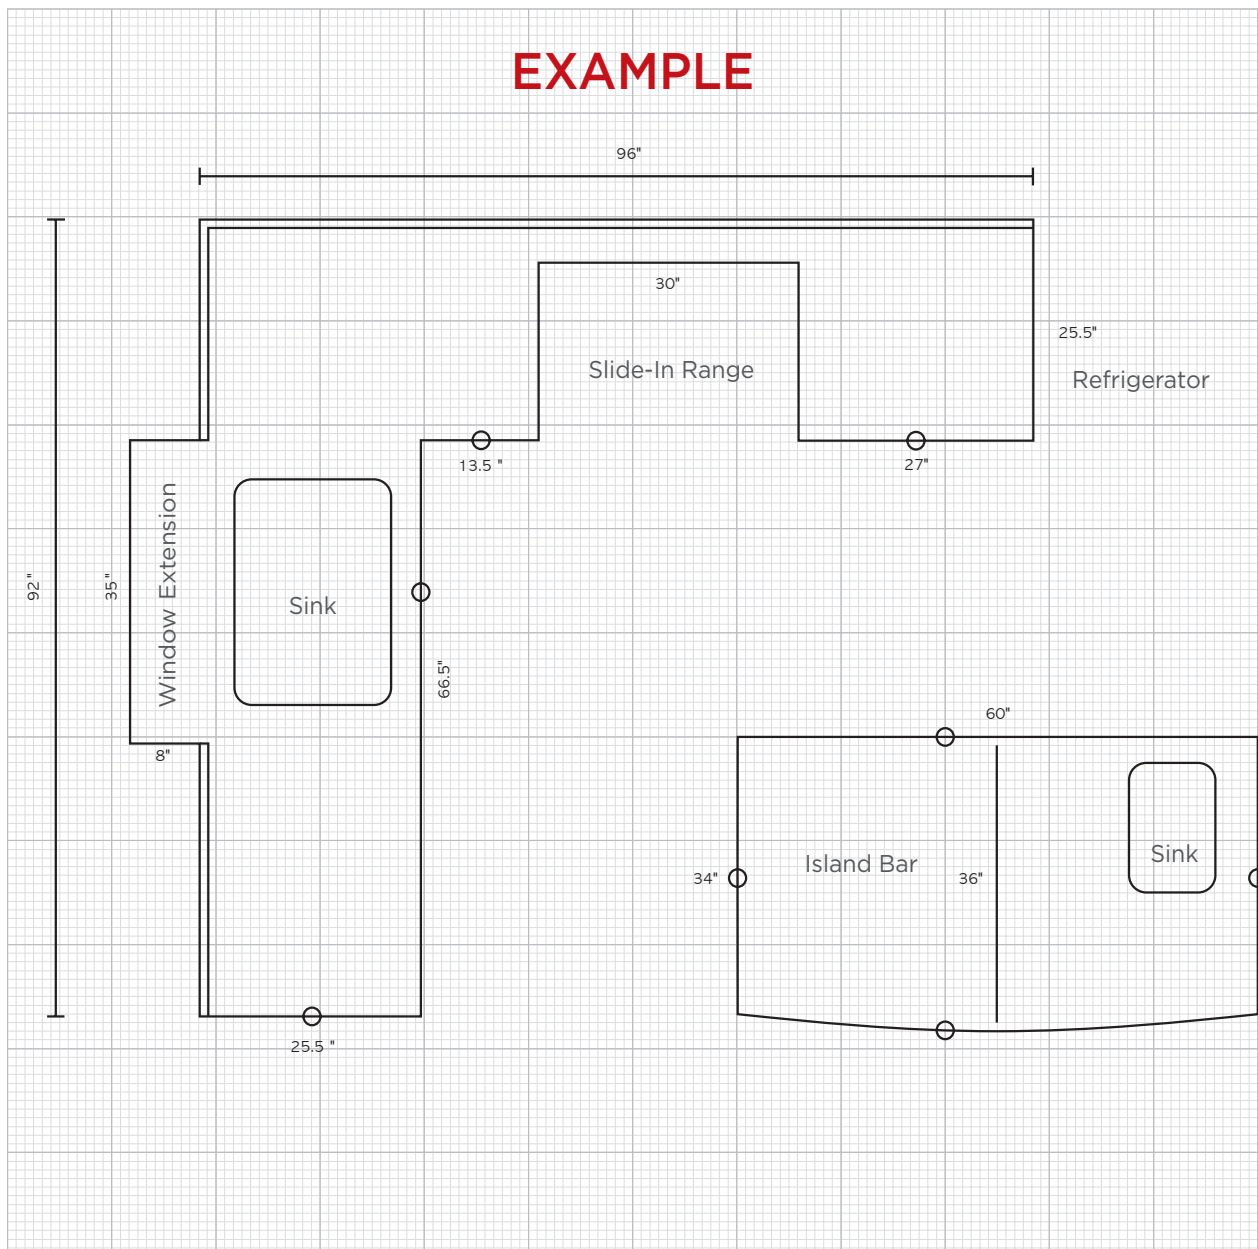 EXAMPLE
96"
30"
25.5"
Slide-In Range
Refrigerator
13.5 "
27"
92"
35"
Window Extension
Sink
66.5"
8"
60"
Island Bar
34"
36"
Sink
25.5 "